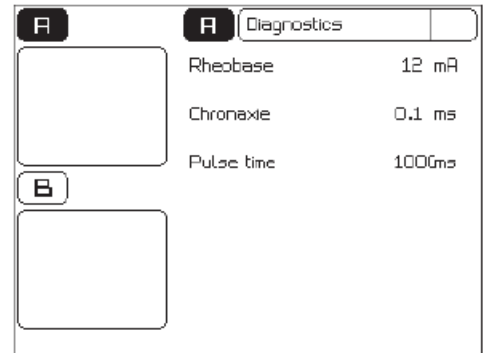 A
A Diagnostics
Rheobase 12 mA
Chronaxie 0.1 ms
Pulse time 1000ms
B